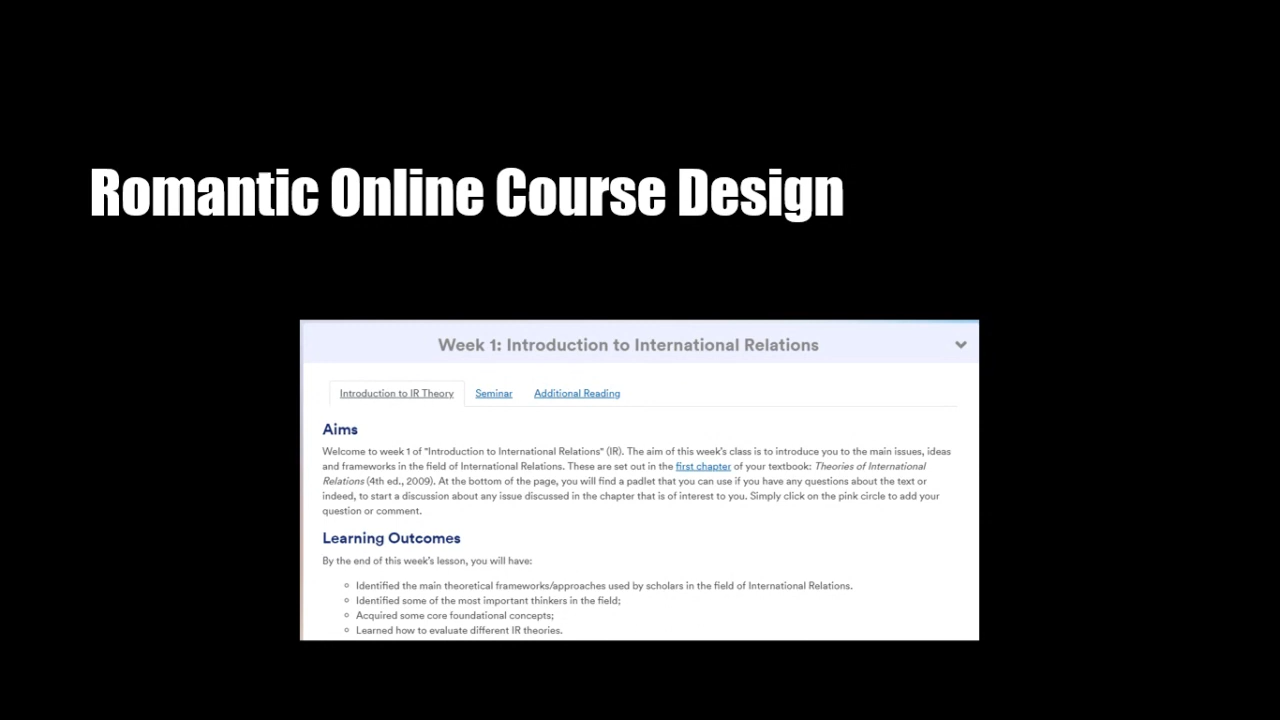 Romantic Online Course Design
Week 1: Introduction to International Relations
Introduction to IR Theory Seminar Additional Reading
Aims
Welcome to week 1 of "Introduction to International Relations" (IR). The aim of this week's class is to introduce you to the main issues, ideas
and frameworks in the field of International Relations. These are set out in the first chapter of your textbook: Theories of International
Relations (4th ed., 2009). At the bottom of the page, you will find a padlet that you can use if you have any questions about the text or
indeed, to start a discussion about any issue discussed in the chapter that is of interest to you. Simply click on the pink circle to add your
question or comment.
Learning Outcomes
By the end of this week's lesson, you will have:
Identified the main theoretical frameworks/approaches used by scholars in the field of International Relations.
Identified some of the most important thinkers in the field;
Acquired some core foundational concepts;
Learned how to evaluate different IR theories.